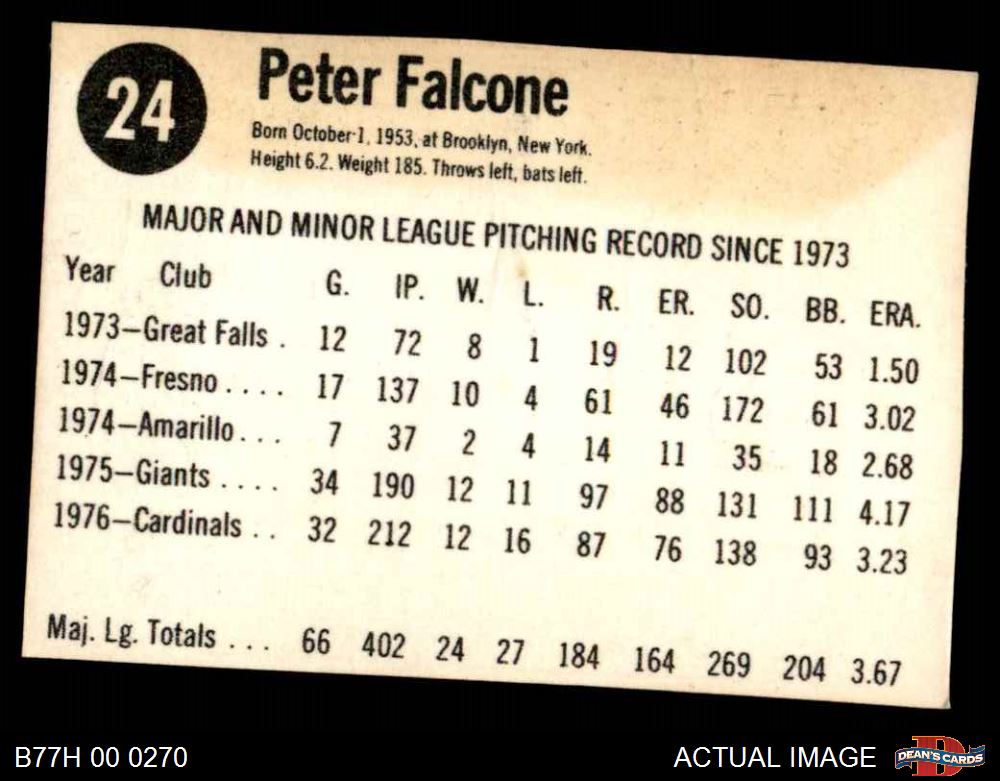 24
Peter Falcone
Born October 1, 1953, at Brooklyn, New York.
Height 6.2. Weight 185. Throws left, bats left.
MAJOR AND MINOR LEAGUE PITCHING RECORD SINCE 1973
Year Club G. IP. W. L. R. ER. SO. BB. ERA.
1973—Great Falls . 12 72 8 1 19 12 102 53 1.50
1974—Fresno . . . . 17 137 10 4 61 46 172 61 3.02
1974—Amarillo . . . 7 37 2 4 14 11 35 18 2.68
1975—Giants . . . . 34 190 12 11 97 88 131 111 4.17
1976—Cardinals . . 32 212 12 16 87 76 138 93 3.23
Maj. Lg. Totals . . . 66 402 24 27 184 164 269 204 3.67
B77H 00 0270
ACTUAL IMAGE
D
DEAN'S CARDS